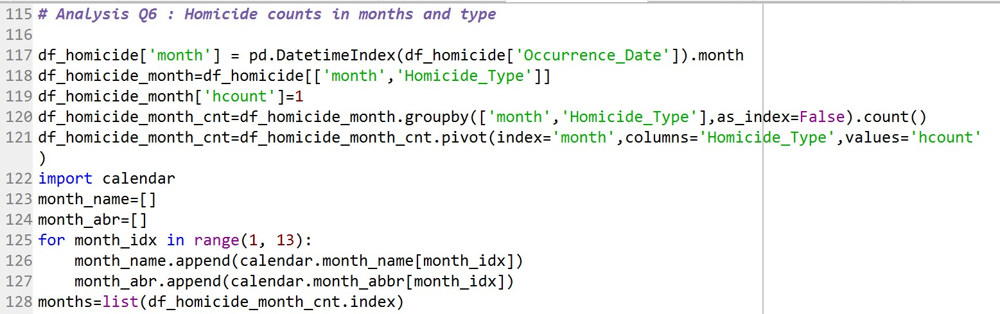 115 # Analysis Q6 : Homicide counts in months and type
116
117 df_homicide['month'] = pd.DatetimeIndex(df_homicide['Occurrence_Date']).month
118 df_homicide_month=df_homicide[['month','Homicide_Type']]
119 df_homicide_month['hcount']=1
120 df_homicide_month_cnt=df_homicide_month.groupby(['month','Homicide_Type'],as_index=False).count()
121 df_homicide_month_cnt=df_homicide_month_cnt.pivot(index='month',columns='Homicide_Type',values='hcount'
)
122 import calendar
123 month_name=[]
124 month_abr=[]
125 for month_idx in range(1, 13):
126     month_name.append(calendar.month_name[month_idx])
127     month_abr.append(calendar.month_abbr[month_idx])
128 months=list(df_homicide_month_cnt.index)